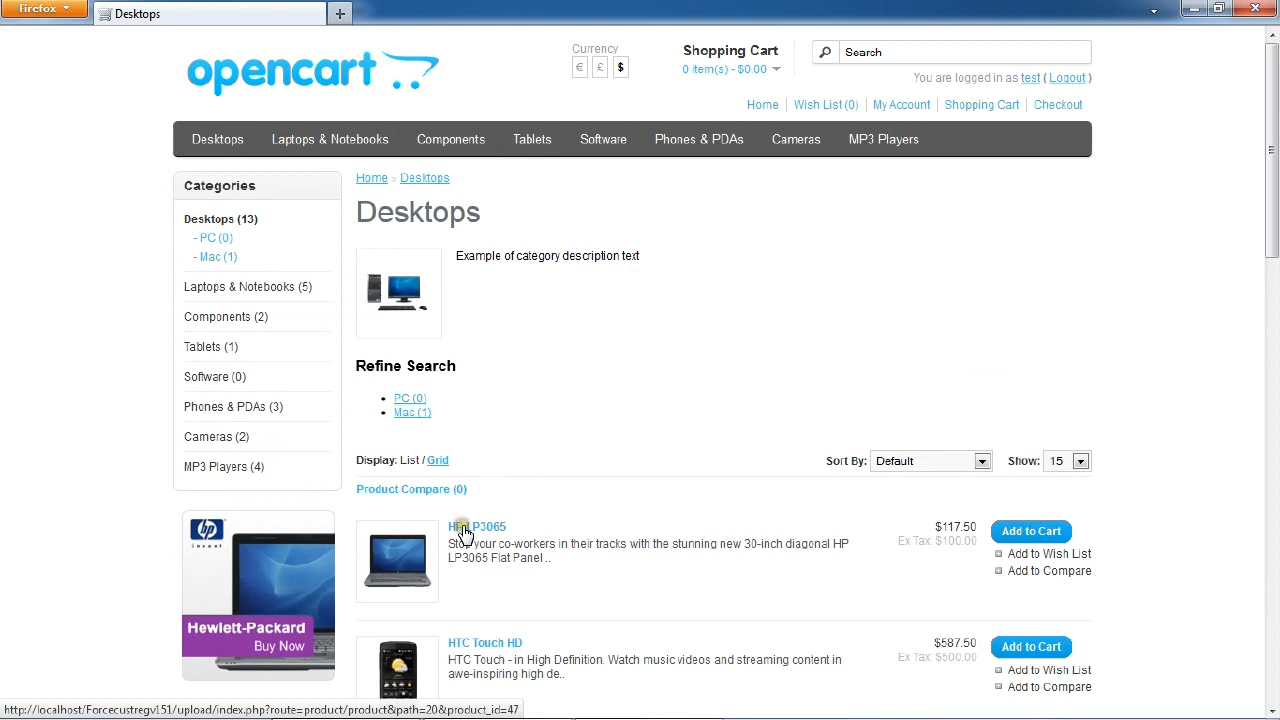 Firefox
Desktops
opencart
Currency
€ £ $
Shopping Cart
0 item(s) - $0.00
Search
You are logged in as test ( Logout )
Home Wish List (0) My Account Shopping Cart Checkout
Desktops Laptops & Notebooks Components Tablets Software Phones & PDAs Cameras MP3 Players
Categories
Desktops (13)
- PC (0)
- Mac (1)
Laptops & Notebooks (5)
Components (2)
Tablets (1)
Software (0)
Phones & PDAs (3)
Cameras (2)
MP3 Players (4)
hp
invent
Hewlett-Packard
Buy Now
Home » Desktops
Desktops
Example of category description text
Refine Search
PC (0)
Mac (1)
Display: List / Grid
Sort By: Default
Show: 15
Product Compare (0)
HP LP3065
Stop your co-workers in their tracks with the stunning new 30-inch diagonal HP
LP3065 Flat Panel ..
$117.50
Ex Tax: $100.00
Add to Cart
Add to Wish List
Add to Compare
HTC Touch HD
HTC Touch - in High Definition. Watch music videos and streaming content in
awe-inspiring high de..
$587.50
Ex Tax: $500.00
Add to Cart
Add to Wish List
Add to Compare
http://localhost/Forcecustregv151/upload/index.php?route=product/product&path=20&product_id=47